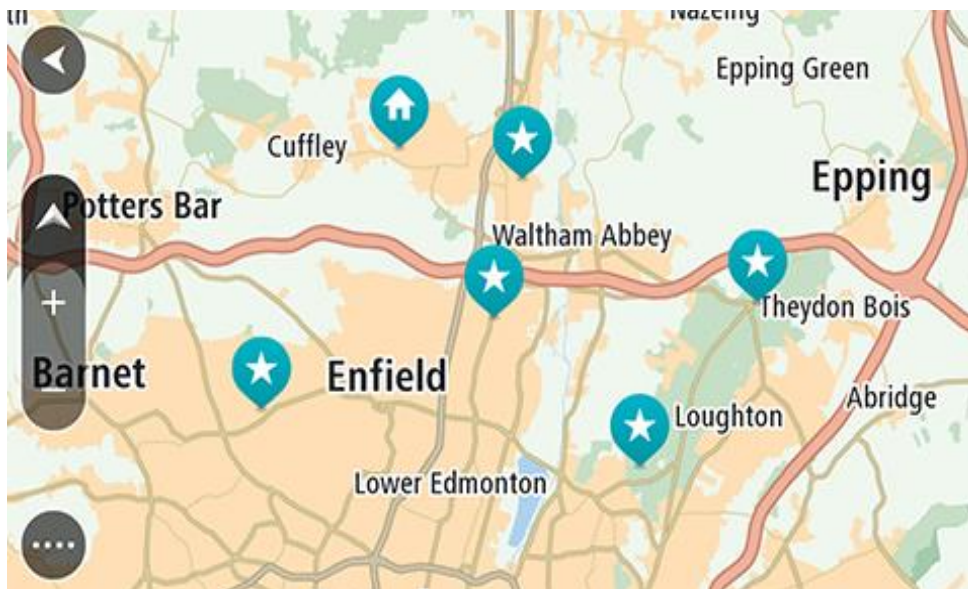 Nazeing
Epping Green
Cuffley
Epping
Potters Bar
Waltham Abbey
Theydon Bois
Barnet
Enfield
Abridge
Loughton
Lower Edmonton